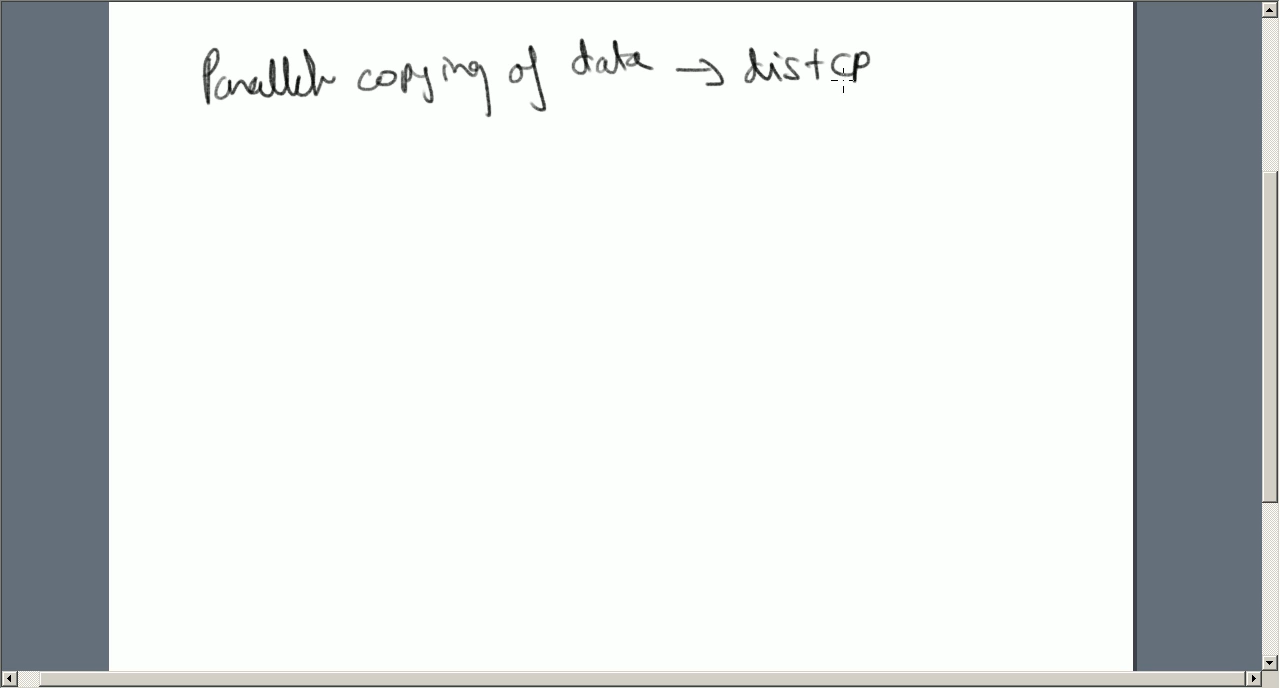 Parallel copying of data → distcp